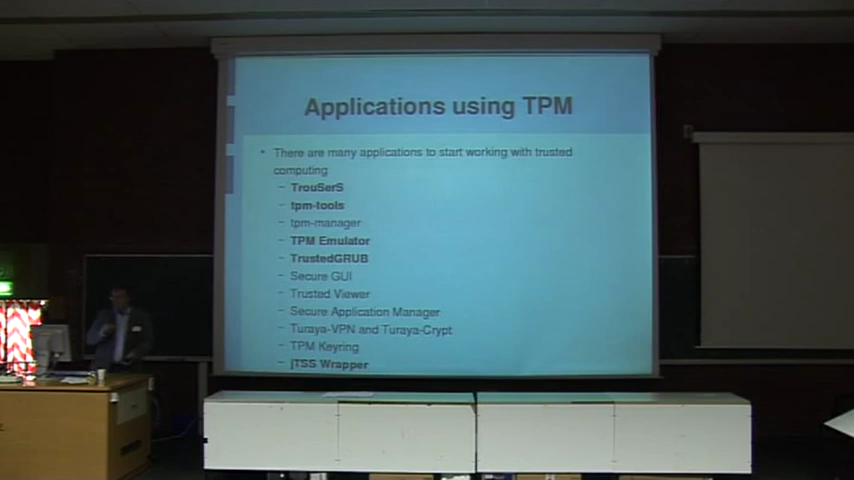 Applications using TPM
• There are many applications to start working with trusted
computing
– TrouSerS
– tpm-tools
– tpm-manager
– TPM Emulator
– TrustedGRUB
– Secure GUI
– Trusted Viewer
– Secure Application Manager
– Turaya-VPN and Turaya-Crypt
– TPM Keyring
– jTSS Wrapper